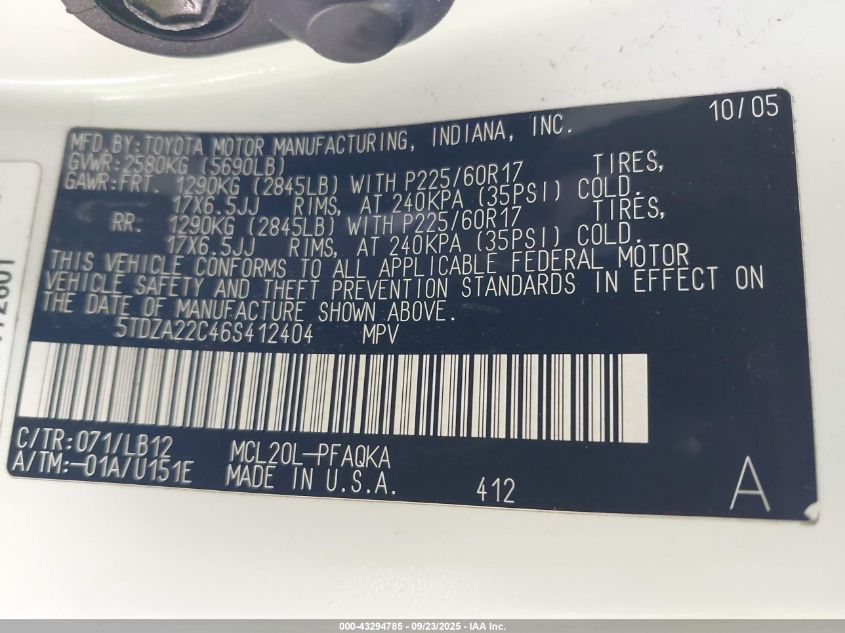 10/05
MFD.BY:TOYOTA MOTOR MANUFACTURING, INDIANA, INC.
GVWR:2580KG (5690LB)
GAWR:FRT. 1290KG (2845LB) WITH P225/60R17 TIRES,
17X6.5JJ RIMS, AT 240KPA (35PSI) COLD.
RR. 1290KG (2845LB) WITH P225/60R17 TIRES,
17X6.5JJ RIMS, AT 240KPA (35PSI) COLD.
THIS VEHICLE CONFORMS TO ALL APPLICABLE FEDERAL MOTOR
VEHICLE SAFETY AND THEFT PREVENTION STANDARDS IN EFFECT ON
THE DATE OF MANUFACTURE SHOWN ABOVE.
5TDZA22C46S412404 MPV
C/TR:071/LB12 MCL20L-PFAQKA
A/TM:-01A/U151E MADE IN U.S.A. 412 A
000-43294785 - 09/23/2025 - IAA Inc.